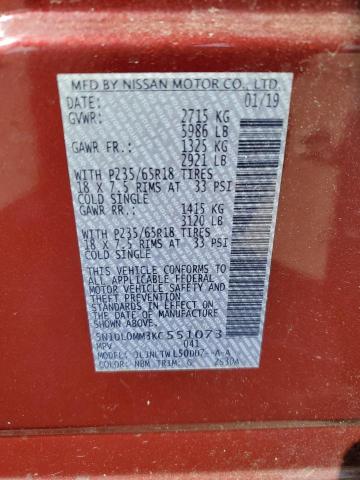 MFD BY NISSAN MOTOR CO., LTD.
DATE: 01/19
GVWR: 2715 KG
5986 LB
GAWR FR.: 1325 KG
2921 LB
WITH P235/65R18 TIRES
18 X 7.5 RIMS AT 33 PSI
COLD SINGLE
GAWR RR.: 1415 KG
3120 LB
WITH P235/65R18 TIRES
18 X 7.5 RIMS AT 33 PSI
COLD SINGLE
THIS VEHICLE CONFORMS TO
ALL APPLICABLE FEDERAL
MOTOR VEHICLE SAFETY
STANDARDS IN EFFECT ON
THE DATE OF MANUFACTURE
SHOWN ABOVE.
5N1DL0MM3KC551073
MPV 041
COLOR: NBM TRIM: G